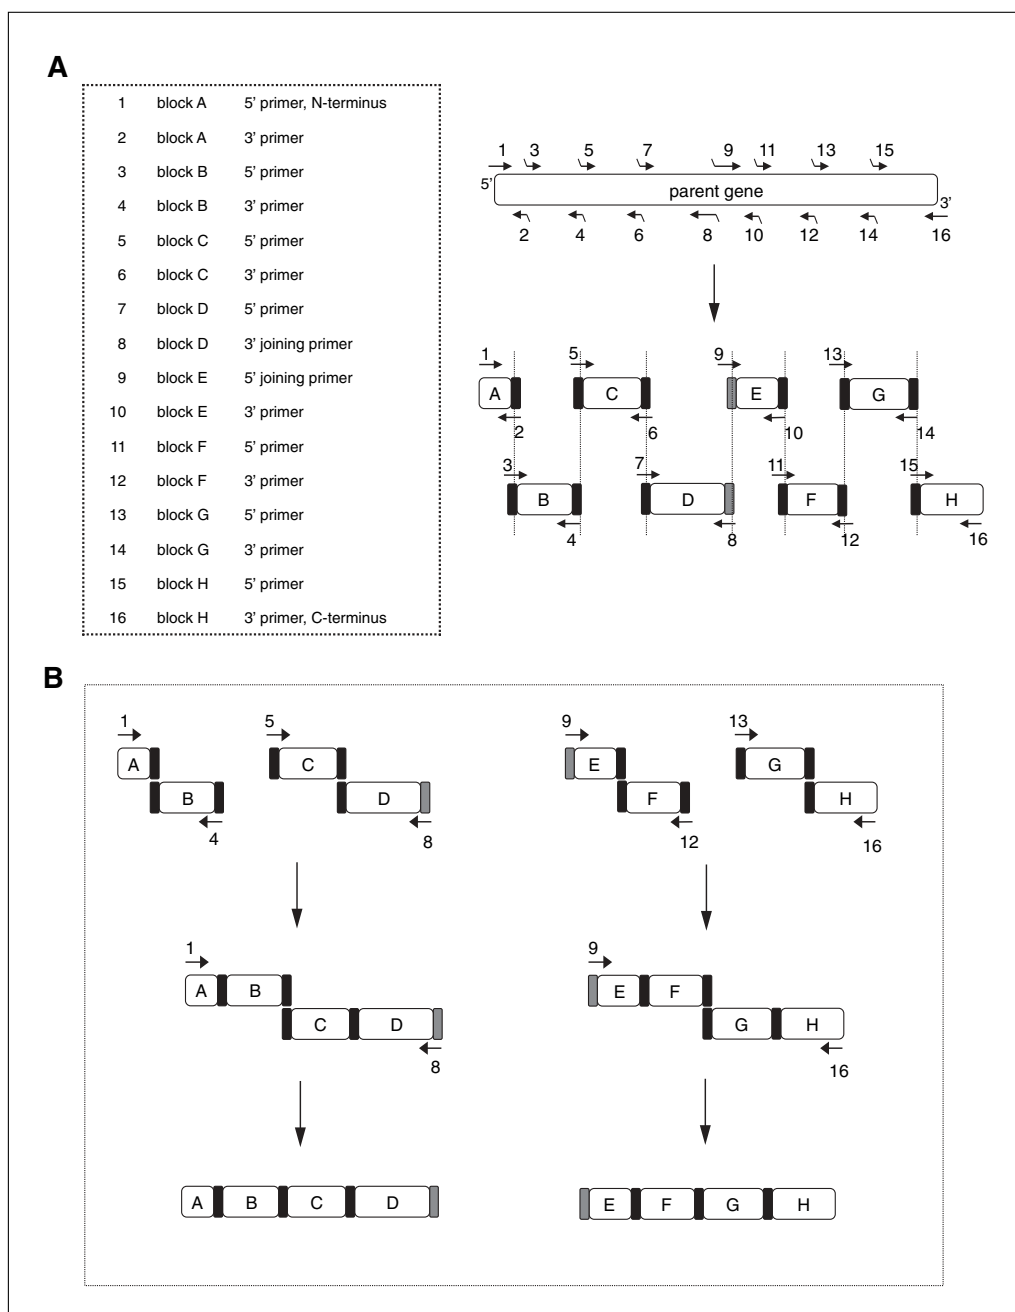 A
1 block A 5’ primer, N-terminus
2 block A 3’ primer
3 block B 5’ primer
4 block B 3’ primer
5 block C 5’ primer
6 block C 3’ primer
7 block D 5’ primer
8 block D 3’ joining primer
9 block E 5’ joining primer
10 block E 3’ primer
11 block F 5’ primer
12 block F 3’ primer
13 block G 5’ primer
14 block G 3’ primer
15 block H 5’ primer
16 block H 3’ primer, C-terminus
1 3 5 7 9 11 13 15
5’ parent gene 3’
2 4 6 8 10 12 14 16
1 5 9 13
A C E G
2 6 10 14
3 7 11 15
B D F H
4 8 12 16
B
1 5 9 13
A C E G
B D F H
4 8 12 16
1 9
A B E F
C D G H
8 16
A B C D E F G H